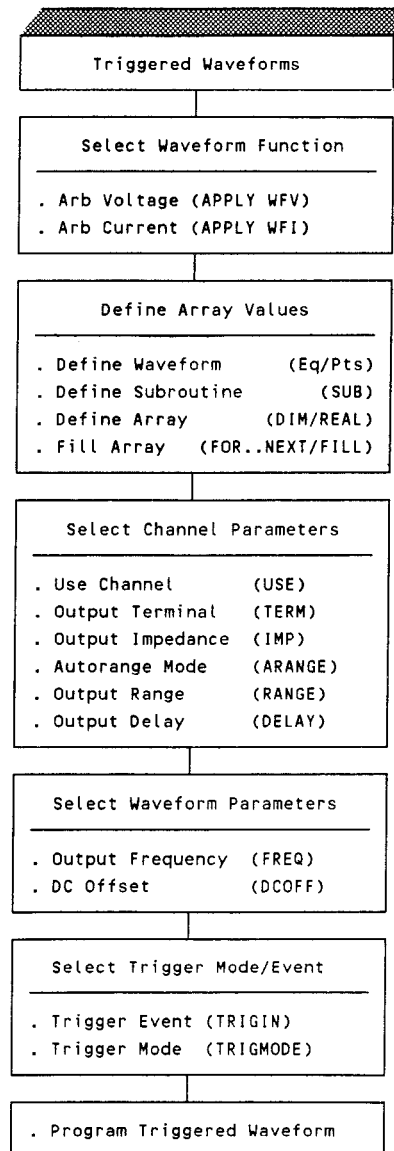 Triggered Waveforms
Select Waveform Function
. Arb Voltage (APPLY WFV)
. Arb Current (APPLY WFI)
Define Array Values
. Define Waveform (Eq/Pts)
. Define Subroutine (SUB)
. Define Array (DIM/REAL)
. Fill Array (FOR..NEXT/FILL)
Select Channel Parameters
. Use Channel (USE)
. Output Terminal (TERM)
. Output Impedance (IMP)
. Autorange Mode (ARANGE)
. Output Range (RANGE)
. Output Delay (DELAY)
Select Waveform Parameters
. Output Frequency (FREQ)
. DC Offset (DCOFF)
Select Trigger Mode/Event
. Trigger Event (TRIGIN)
. Trigger Mode (TRIGMODE)
. Program Triggered Waveform